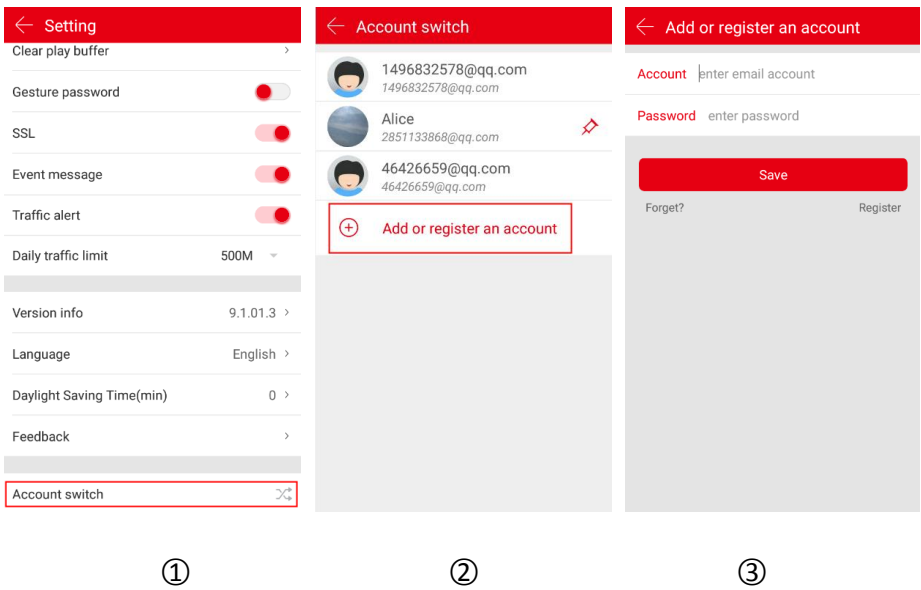 Setting
Clear play buffer
Gesture password
SSL
Event message
Traffic alert
Daily traffic limit 500M
Version info 9.1.01.3
Language English
Daylight Saving Time(min) 0
Feedback
Account switch
①
Account switch
1496832578@qq.com
1496832578@qq.com
Alice
2851133868@qq.com
46426659@qq.com
46426659@qq.com
Add or register an account
②
Add or register an account
Account enter email account
Password enter password
Save
Forget? Register
③